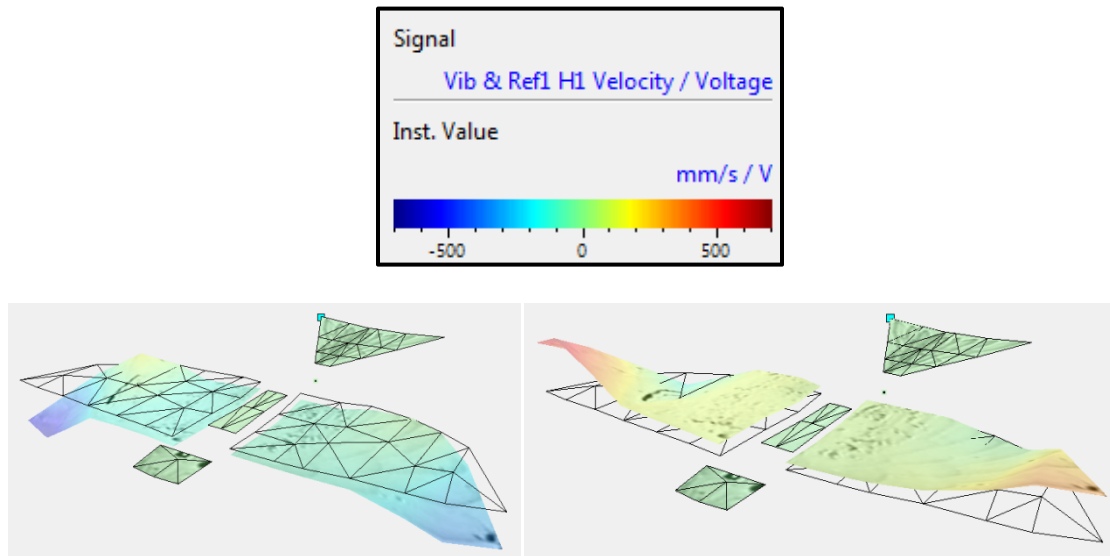 Signal
Vib & Ref1 H1 Velocity / Voltage
Inst. Value
mm/s / V
-500 0 500